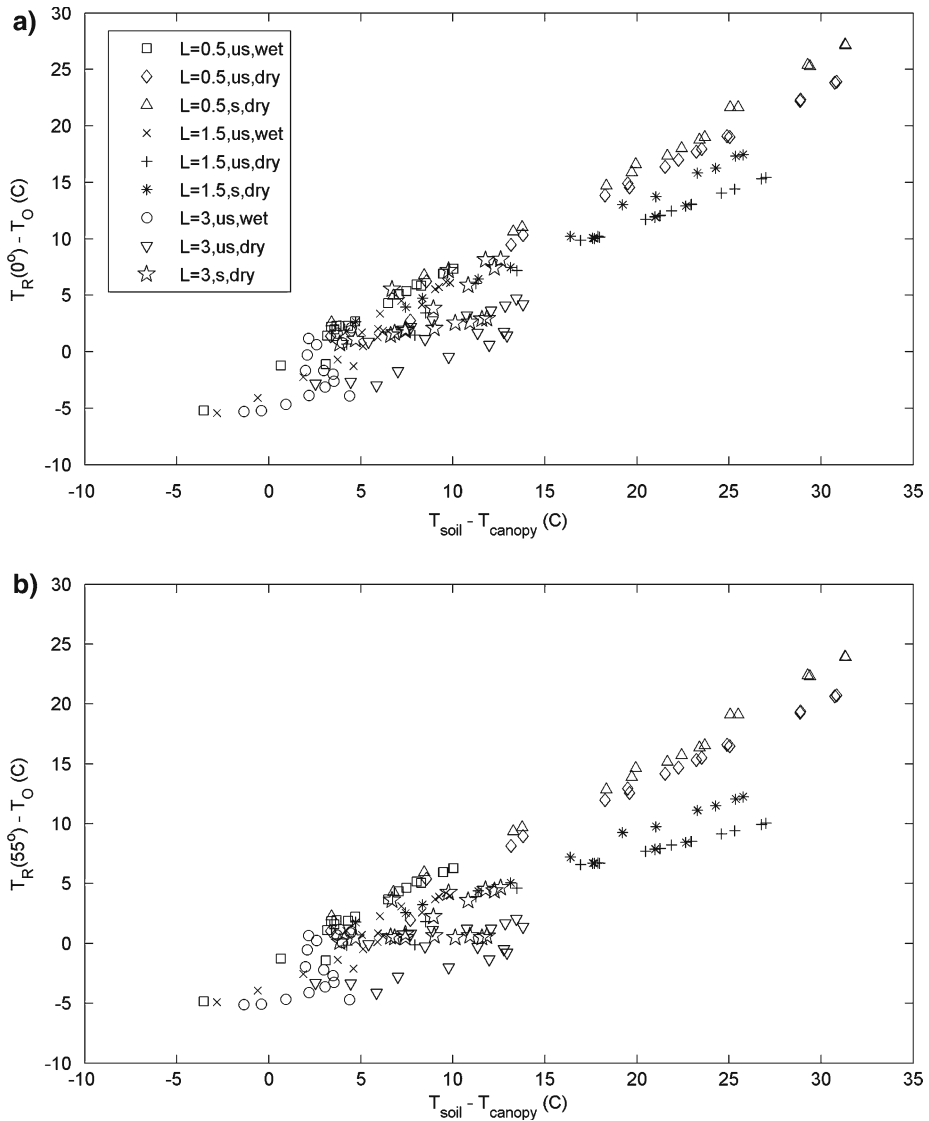 a)
30
25
20
15
10
5
0
-5
-10
T_R(0°) - T_O (C)
L=0.5,us,wet
L=0.5,us,dry
L=0.5,s,dry
L=1.5,us,wet
L=1.5,us,dry
L=1.5,s,dry
L=3,us,wet
L=3,us,dry
L=3,s,dry
-10 -5 0 5 10 15 20 25 30 35
T_soil - T_canopy (C)
b)
30
25
20
15
10
5
0
-5
-10
T_R(55°) - T_O (C)
-10 -5 0 5 10 15 20 25 30 35
T_soil - T_canopy (C)